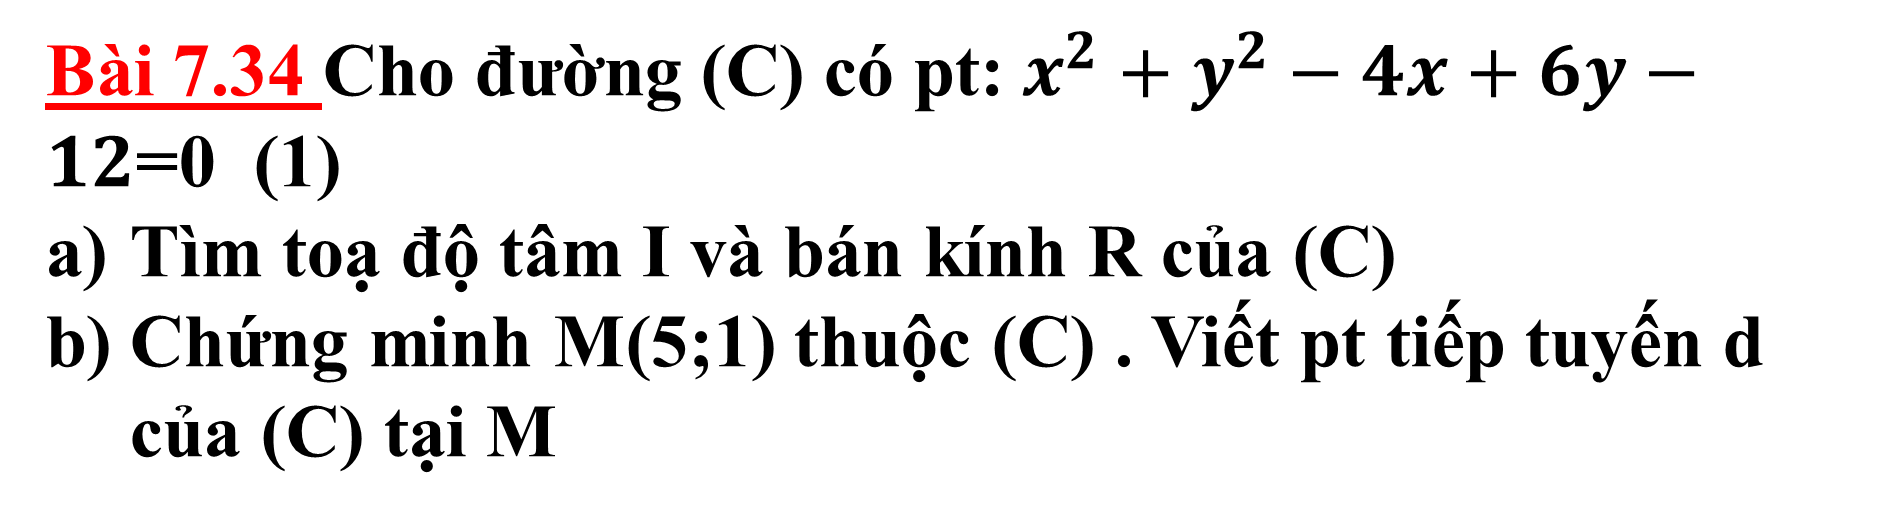 Bài 7.34 Cho đường (C) có pt: x² + y² − 4x + 6y −
12=0 (1)
a) Tìm toạ độ tâm I và bán kính R của (C)
b) Chứng minh M(5;1) thuộc (C) . Viết pt tiếp tuyến d
của (C) tại M